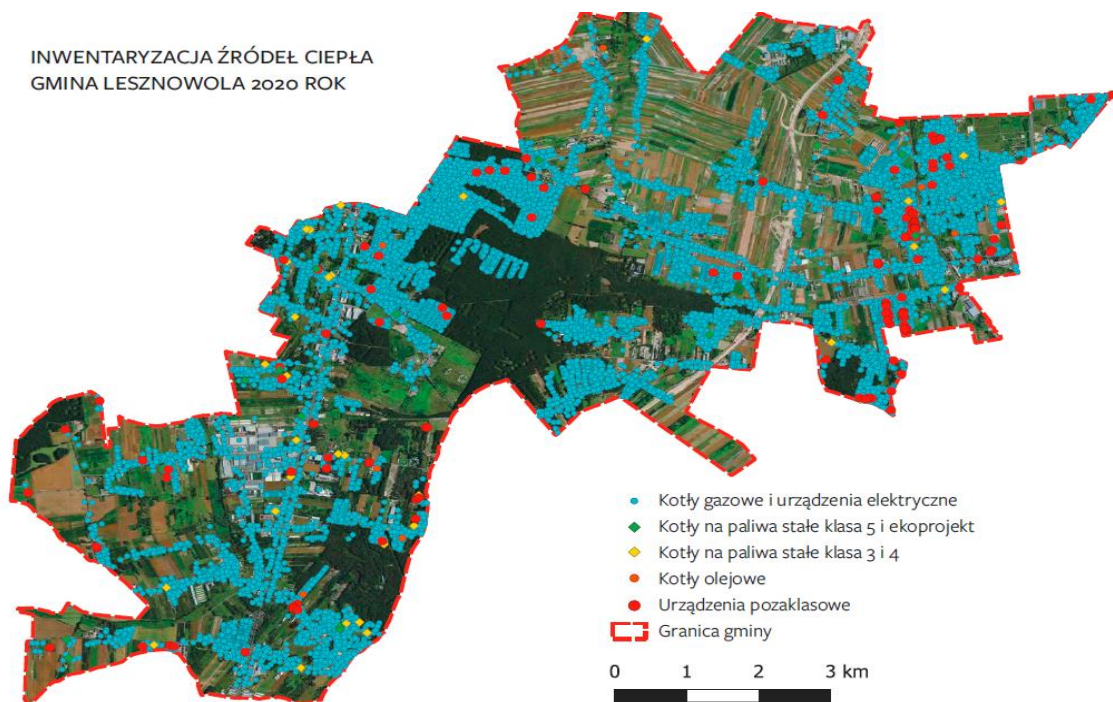 INWENTARYZACJA ŹRÓDEŁ CIEPŁA
GMINA LESZNOWOLA 2020 ROK
Kotły gazowe i urządzenia elektryczne
Kotły na paliwa stałe klasa 5 i ekoprojekt
Kotły na paliwa stałe klasa 3 i 4
Kotły olejowe
Urządzenia pozaklasowe
Granica gminy
0 1 2 3 km